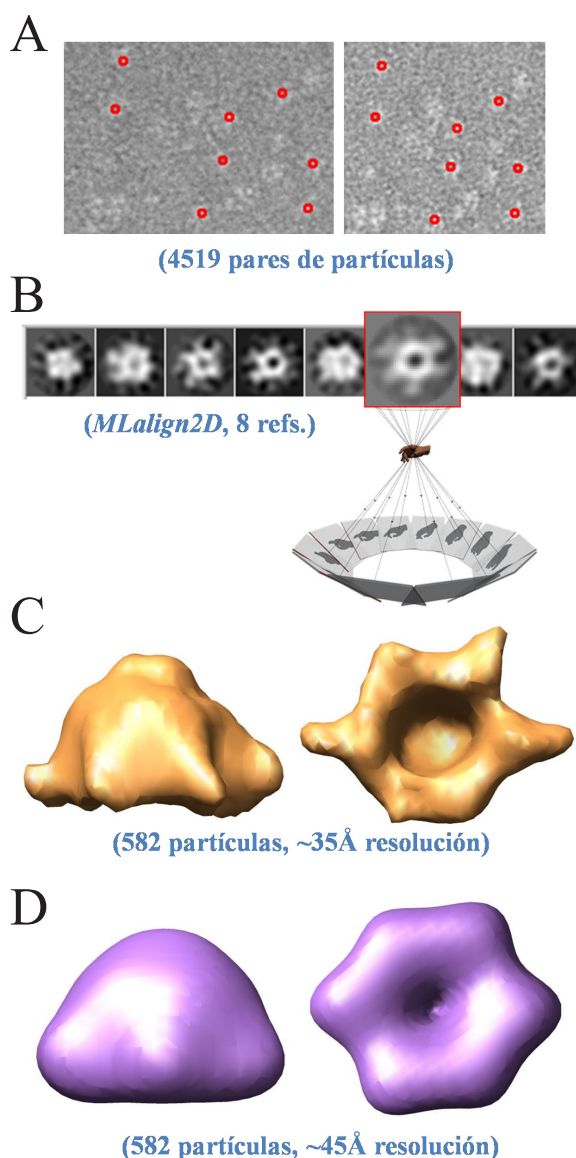 A
(4519 pares de partículas)
B
(MLalign2D, 8 refs.)
C
(582 partículas, ~35Å resolución)
D
(582 partículas, ~45Å resolución)